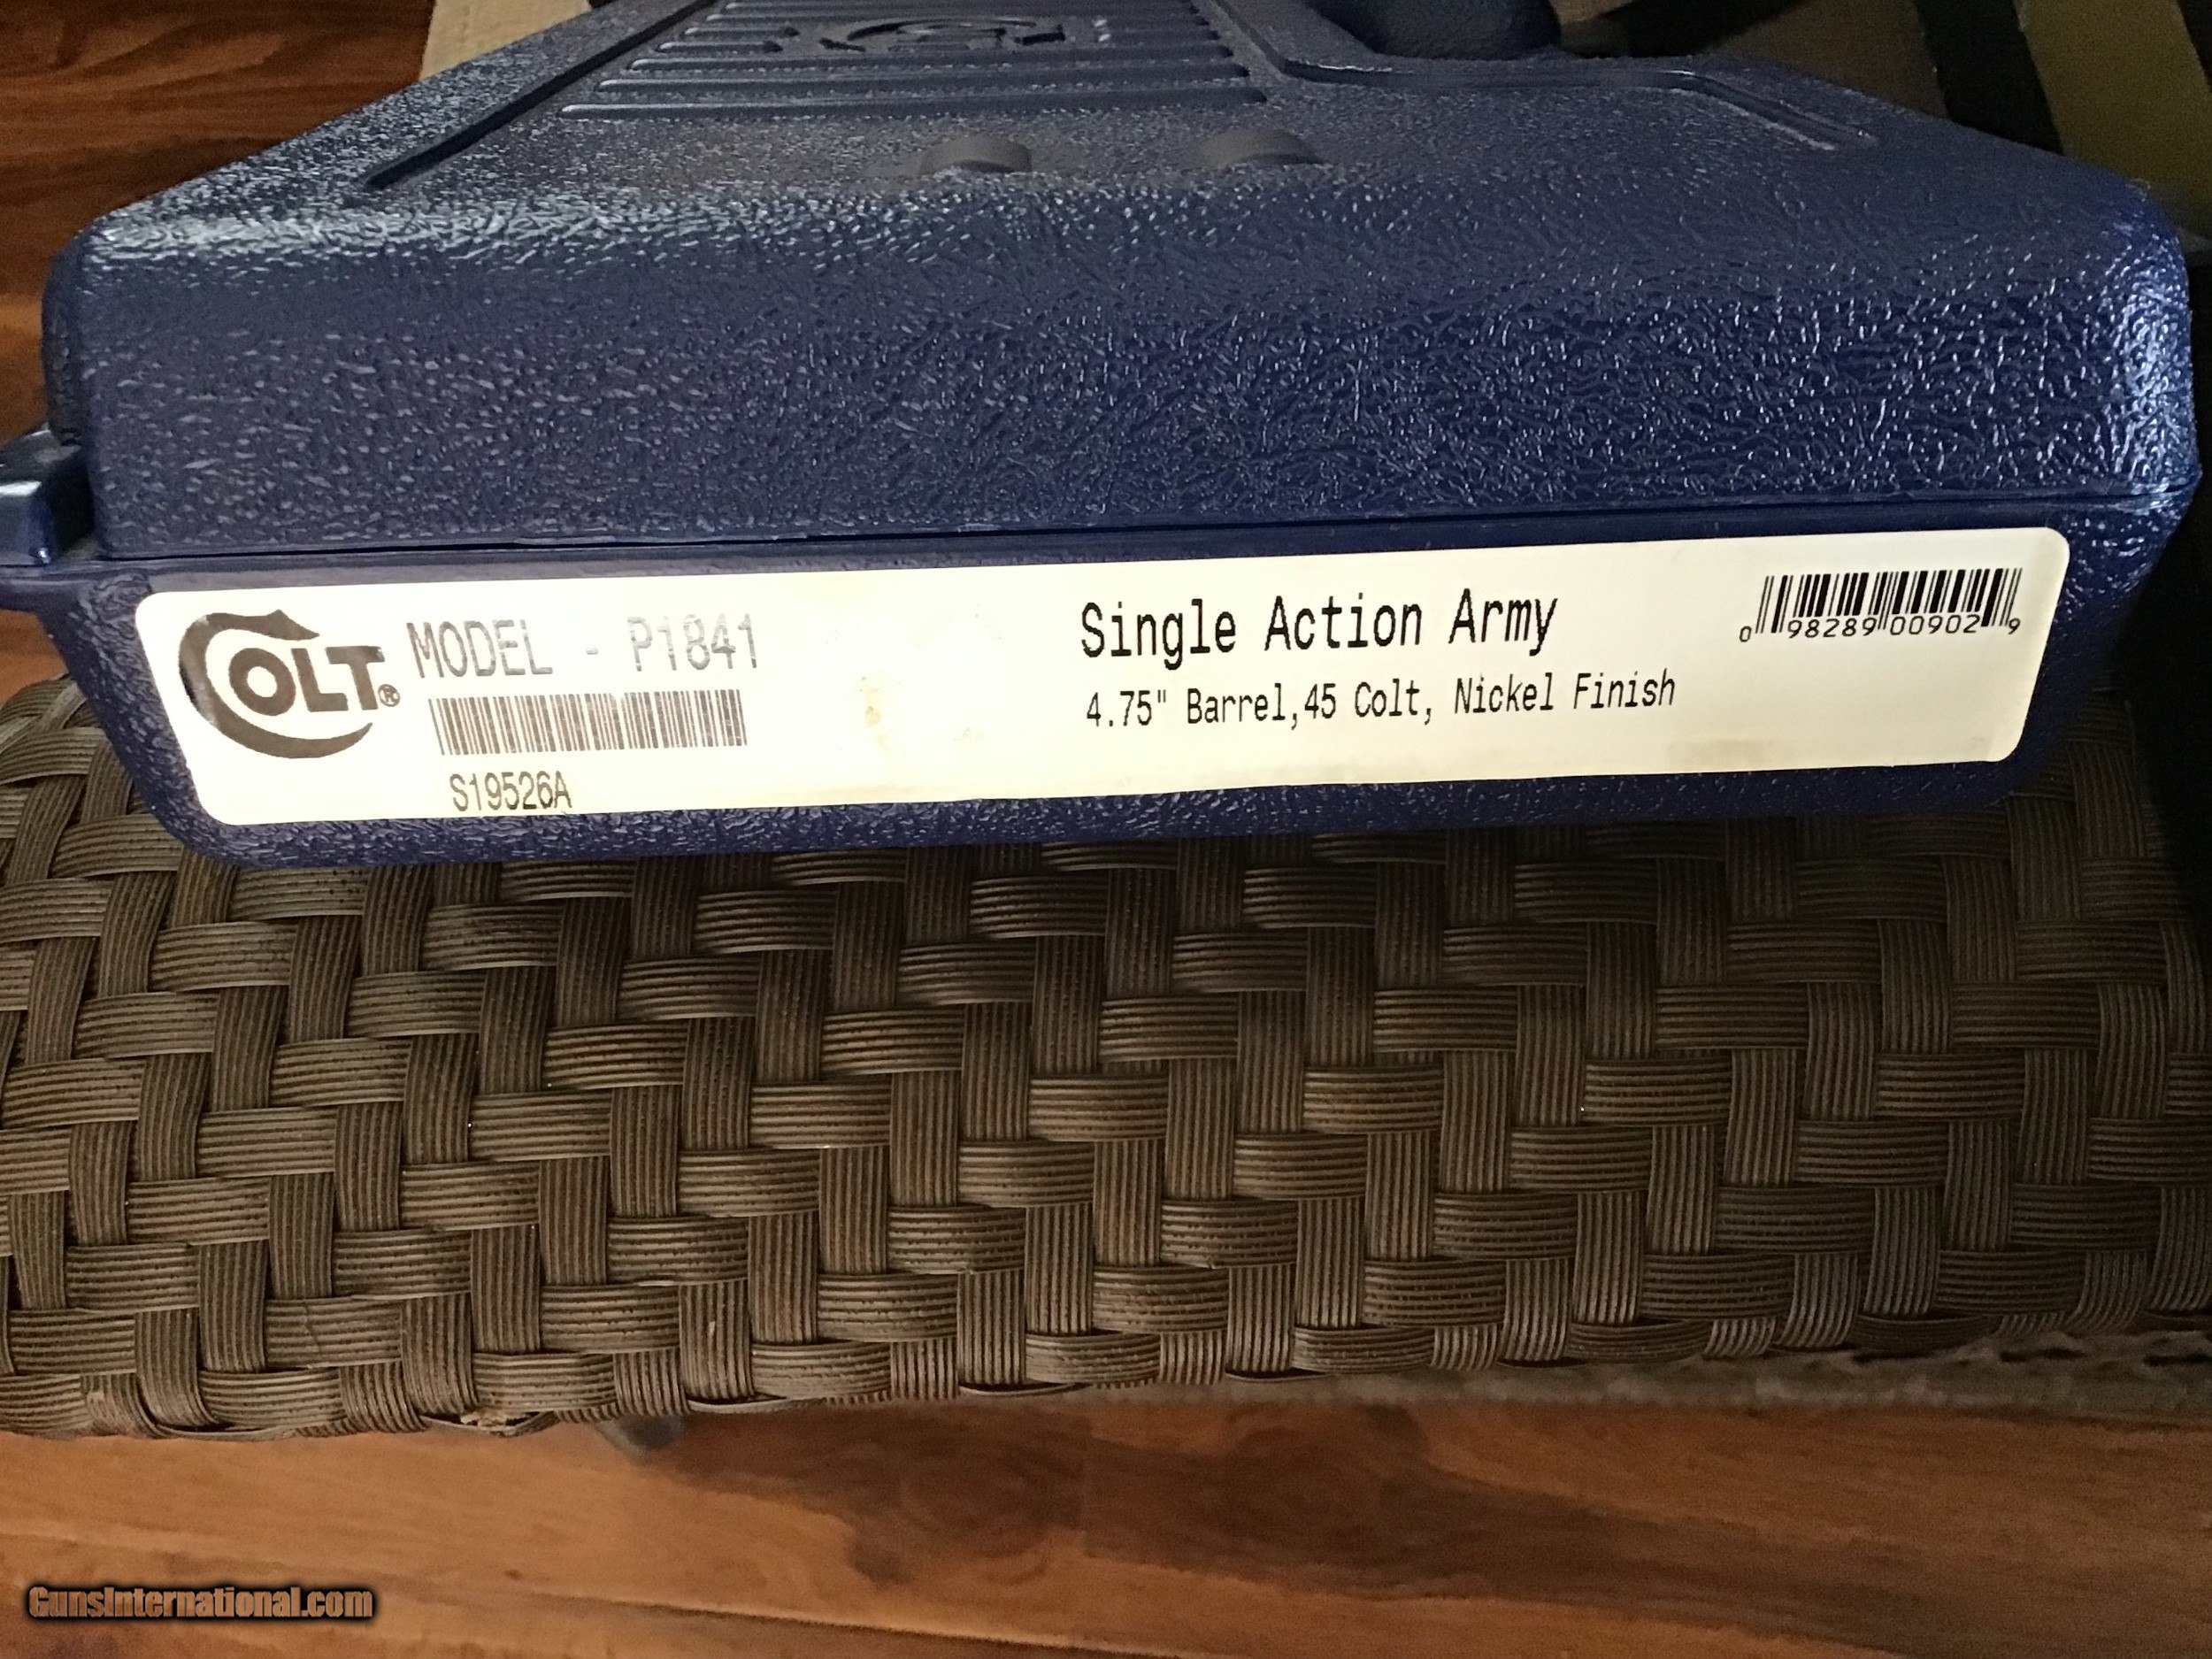 COLT®
MODEL - P1841
S19526A
Single Action Army
4.75" Barrel,45 Colt, Nickel Finish
0 98289 00902 9
GunsInternational.com